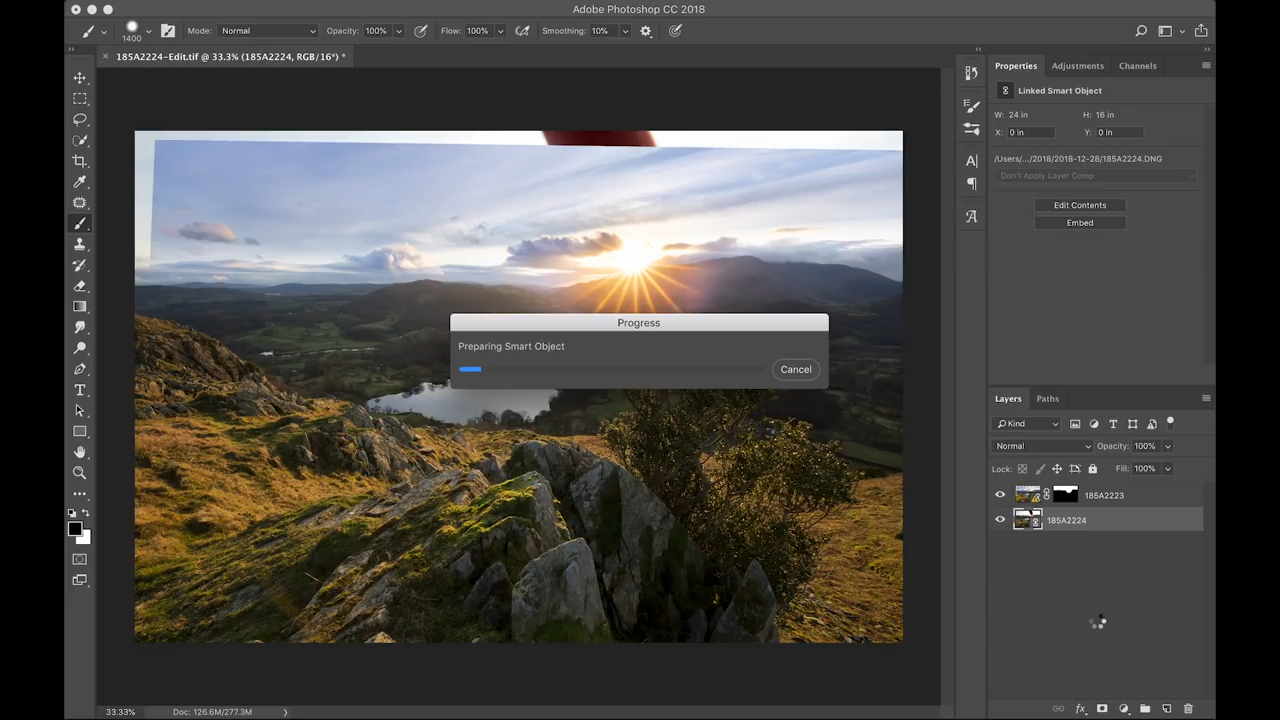 Adobe Photoshop CC 2018
1400
Mode: Normal
Opacity: 100%
Flow: 100%
Smoothing: 10%
185A2224-Edit.tif @ 33.3% (185A2224, RGB/16*) *
Properties
Adjustments
Channels
Linked Smart Object
W: 24 in
H: 16 in
X: 0 in
Y: 0 in
/Users/.../2018/2018-12-28/185A2224.DNG
Don't Apply Layer Comp
Edit Contents
Embed
Progress
Preparing Smart Object
Cancel
Layers
Paths
Kind
Normal
Opacity: 100%
Lock:
Fill: 100%
185A2223
185A2224
33.33%
Doc: 126.6M/277.3M